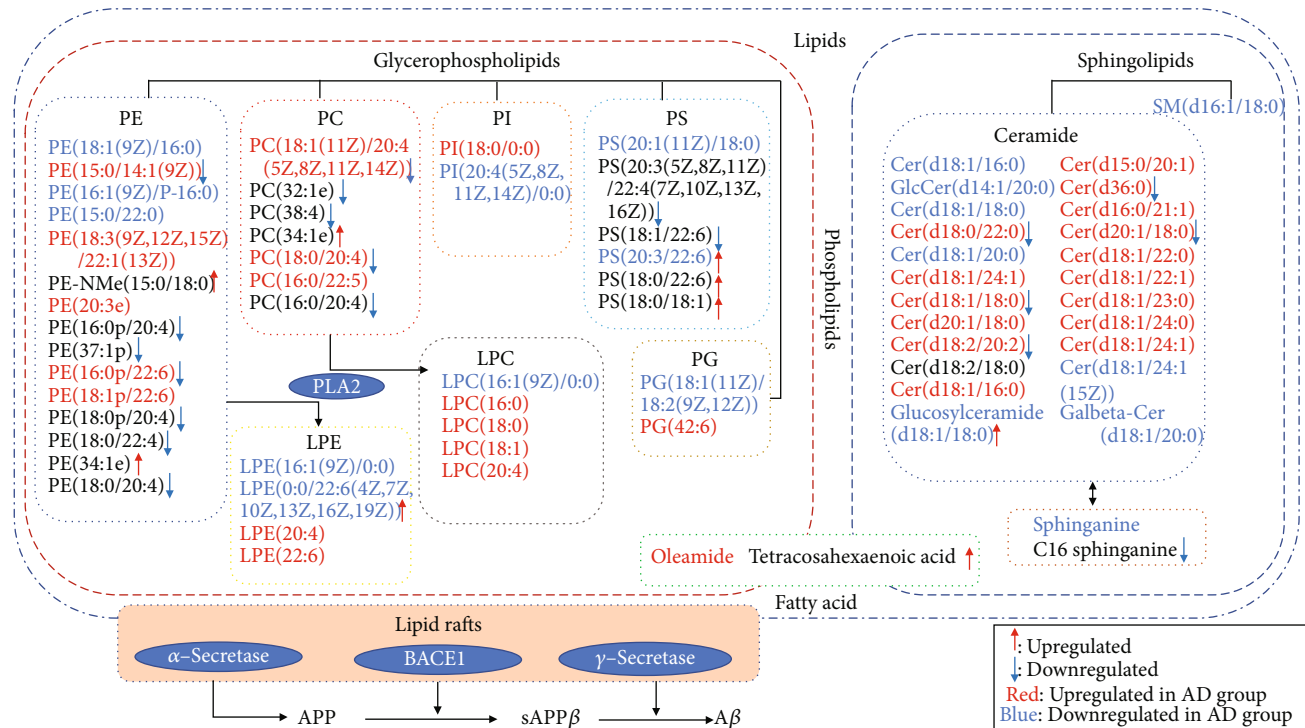 Lipids
Glycerophospholipids
PE
PE(18:1(9Z)/16:0)
PE(15:0/14:1(9Z))↓
PE(16:1(9Z)/P-16:0)
PE(15:0/22:0)
PE(18:3(9Z,12Z,15Z)
/22:1(13Z))
PE-NMe(15:0/18:0)↑
PE(20:3e)
PE(16:0p/20:4)↓
PE(37:1p)↓
PE(16:0p/22:6)↓
PE(18:1p/22:6)
PE(18:0p/20:4)↓
PE(18:0/22:4)↓
PE(34:1e)↑
PE(18:0/20:4)↓
PC
PC(18:1(11Z)/20:4
(5Z,8Z,11Z,14Z))↓
PC(32:1e)↓
PC(38:4)↓
PC(34:1e)↑
PC(18:0/20:4)↓
PC(16:0/22:5)
PC(16:0/20:4)↓
PI
PI(18:0/0:0)
PI(20:4(5Z,8Z,
11Z,14Z)/0:0)
PS
PS(20:1(11Z)/18:0)
PS(20:3(5Z,8Z,11Z)
/22:4(7Z,10Z,13Z,
16Z))↓
PS(18:1/22:6)↓
PS(20:3/22:6)↑
PS(18:0/22:6)↑
PS(18:0/18:1)↑
PLA2
LPE
LPE(16:1(9Z)/0:0)
LPE(0:0/22:6(4Z,7Z,
10Z,13Z,16Z,19Z))↑
LPE(20:4)
LPE(22:6)
LPC
LPC(16:1(9Z)/0:0)
LPC(16:0)
LPC(18:0)
LPC(18:1)
LPC(20:4)
PG
PG(18:1(11Z)/
18:2(9Z,12Z))
PG(42:6)
Phospholipids
Sphingolipids
SM(d16:1/18:0)
Ceramide
Cer(d18:1/16:0)
GlcCer(d14:1/20:0)
Cer(d18:1/18:0)
Cer(d18:0/22:0)↓
Cer(d18:1/20:0)
Cer(d18:1/24:1)
Cer(d18:1/18:0)↓
Cer(d20:1/18:0)
Cer(d18:2/20:2)↓
Cer(d18:2/18:0)
Cer(d18:1/16:0)
Glucosylceramide
(d18:1/18:0)↑
Cer(d15:0/20:1)
Cer(d36:0)↓
Cer(d16:0/21:1)
Cer(d20:1/18:0)↓
Cer(d18:1/22:0)
Cer(d18:1/22:1)
Cer(d18:1/23:0)
Cer(d18:1/24:0)
Cer(d18:1/24:1)
Cer(d18:1/24:1
(15Z))
Galbeta-Cer
(d18:1/20:0)
Sphinganine
C16 sphinganine↓
Oleamide Tetracosahexaenoic acid ↑
Fatty acid
Lipid rafts
α–Secretase
BACE1
γ–Secretase
APP
sAPPβ
Aβ
↑: Upregulated
↓: Downregulated
Red: Upregulated in AD group
Blue: Downregulated in AD group